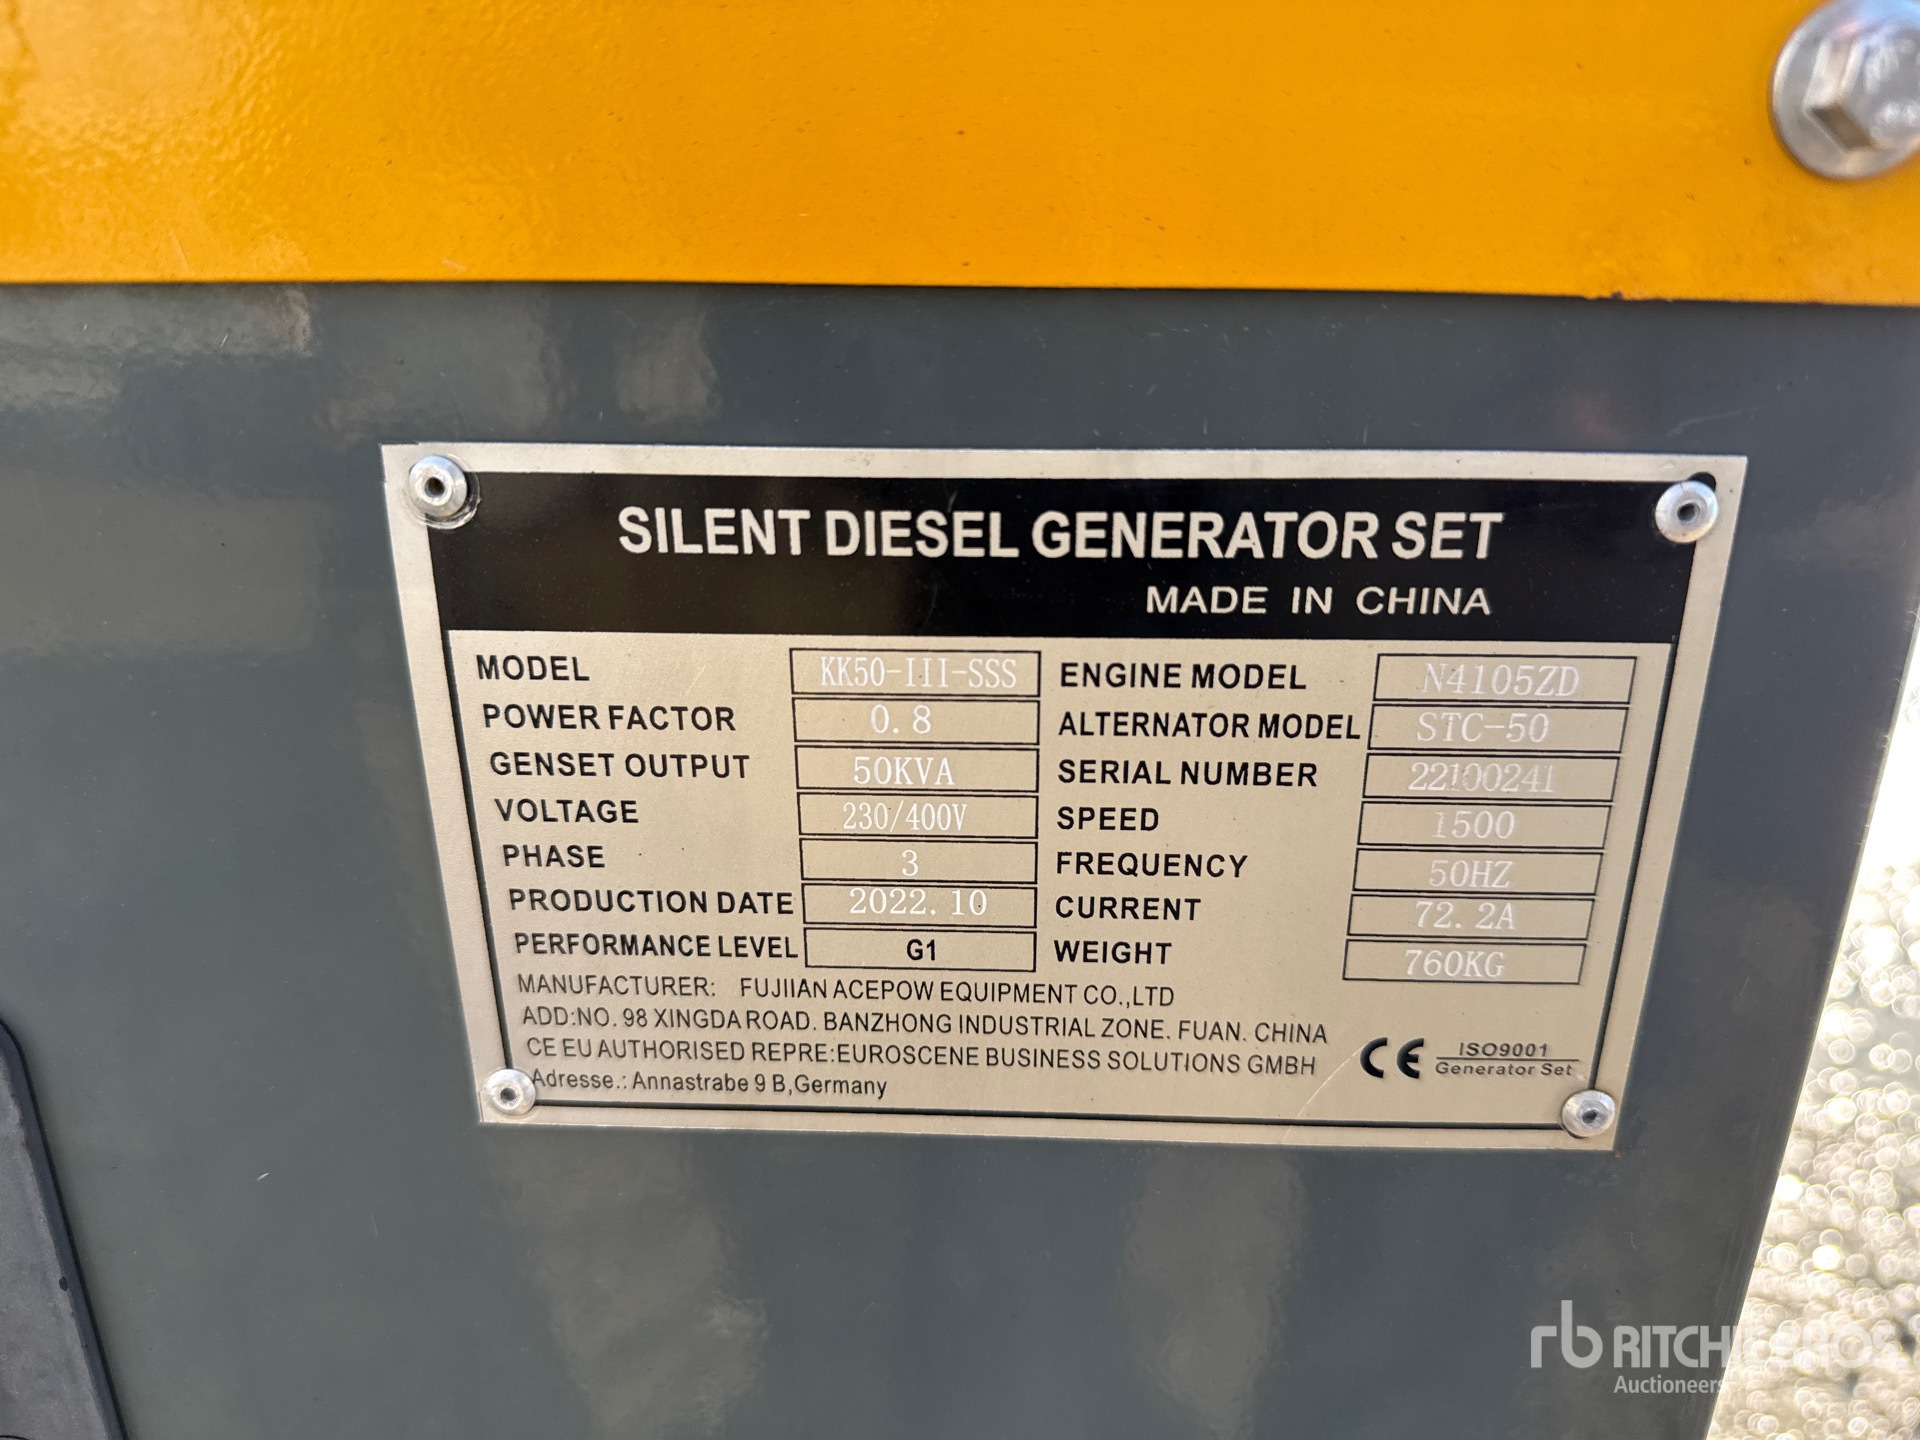 SILENT DIESEL GENERATOR SET
MADE IN CHINA
MODEL KK50-III-SSS ENGINE MODEL N4105ZD
POWER FACTOR 0.8 ALTERNATOR MODEL STC-50
GENSET OUTPUT 50KVA SERIAL NUMBER 22100241
VOLTAGE 230/400V SPEED 1500
PHASE 3 FREQUENCY 50HZ
PRODUCTION DATE 2022.10 CURRENT 72.2A
PERFORMANCE LEVEL G1 WEIGHT 760KG
MANUFACTURER: FUJIIAN ACEPOW EQUIPMENT CO.,LTD
ADD:NO. 98 XINGDA ROAD. BANZHONG INDUSTRIAL ZONE. FUAN. CHINA
CE EU AUTHORISED REPRE:EUROSCENE BUSINESS SOLUTIONS GMBH
Adresse.: Annastrabe 9 B,Germany
CE ISO9001
Generator Set
rb RITCHIE BROS
Auctioneers